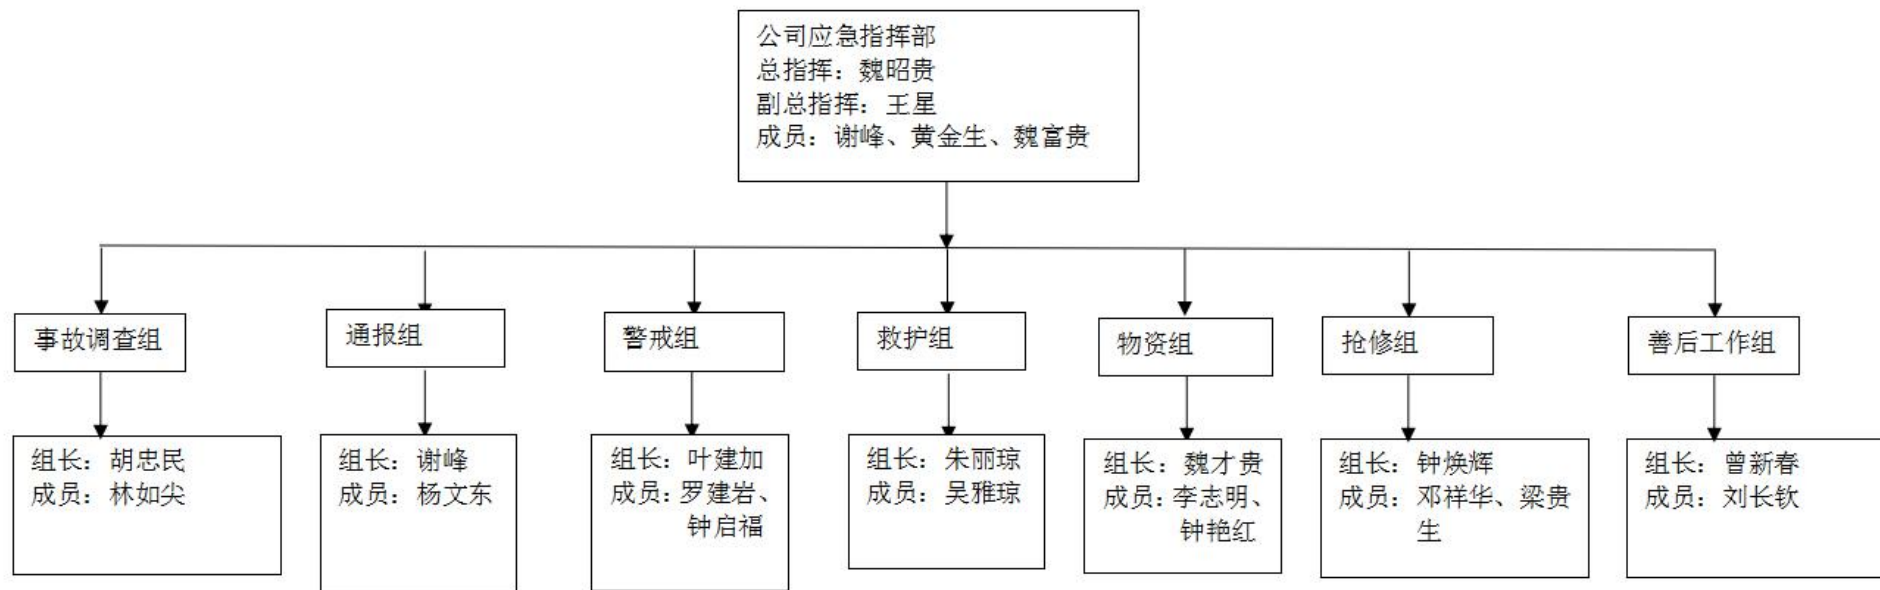 公司应急指挥部
总指挥：魏昭贵
副总指挥：王星
成员：谢峰、黄金生、魏富贵
事故调查组
通报组
警戒组
救护组
物资组
抢修组
善后工作组
组长：胡忠民
成员：林如尖
组长：谢峰
成员：杨文东
组长：叶建加
成员：罗建岩、
钟启福
组长：朱丽琼
成员：吴雅琼
组长：魏才贵
成员：李志明、
钟艳红
组长：钟焕辉
成员：邓祥华、梁贵
生
组长：曾新春
成员：刘长钦